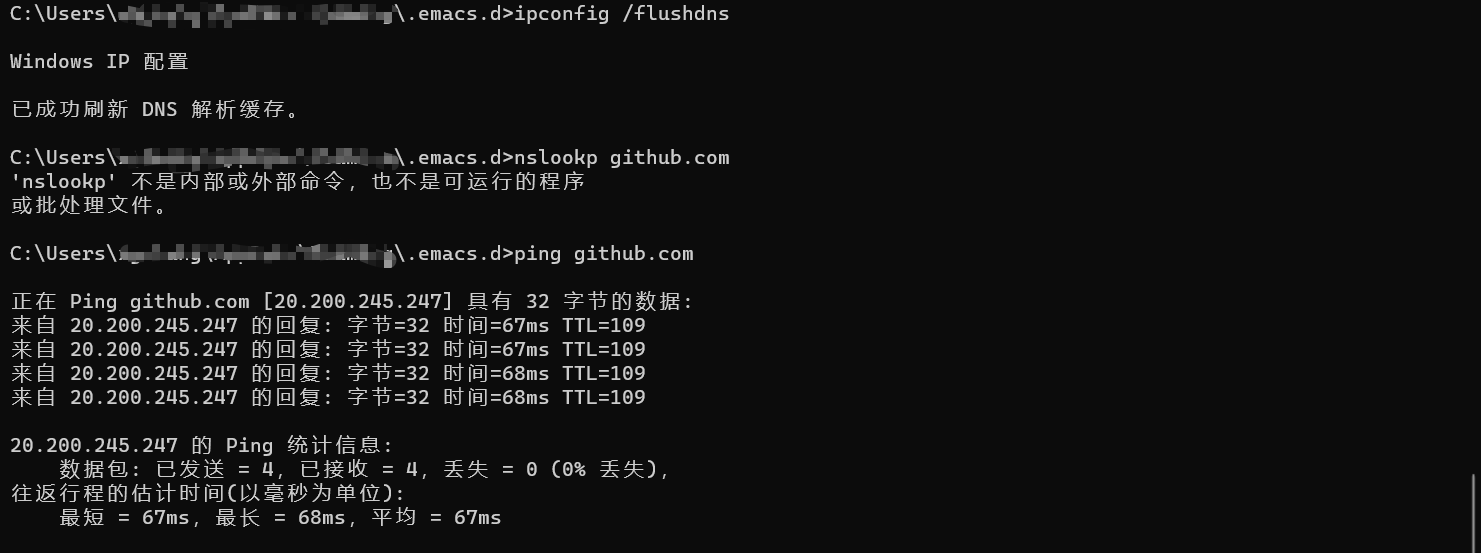 C:\Users\ \.emacs.d>ipconfig /flushdns
Windows IP 配置
已成功刷新 DNS 解析缓存。
C:\Users\ \.emacs.d>nslookp github.com
'nslookp' 不是内部或外部命令，也不是可运行的程序
或批处理文件。
C:\Users\ \.emacs.d>ping github.com
正在 Ping github.com [20.200.245.247] 具有 32 字节的数据:
来自 20.200.245.247 的回复: 字节=32 时间=67ms TTL=109
来自 20.200.245.247 的回复: 字节=32 时间=67ms TTL=109
来自 20.200.245.247 的回复: 字节=32 时间=68ms TTL=109
来自 20.200.245.247 的回复: 字节=32 时间=68ms TTL=109
20.200.245.247 的 Ping 统计信息:
数据包: 已发送 = 4，已接收 = 4，丢失 = 0 (0% 丢失)，
往返行程的估计时间(以毫秒为单位):
最短 = 67ms，最长 = 68ms，平均 = 67ms